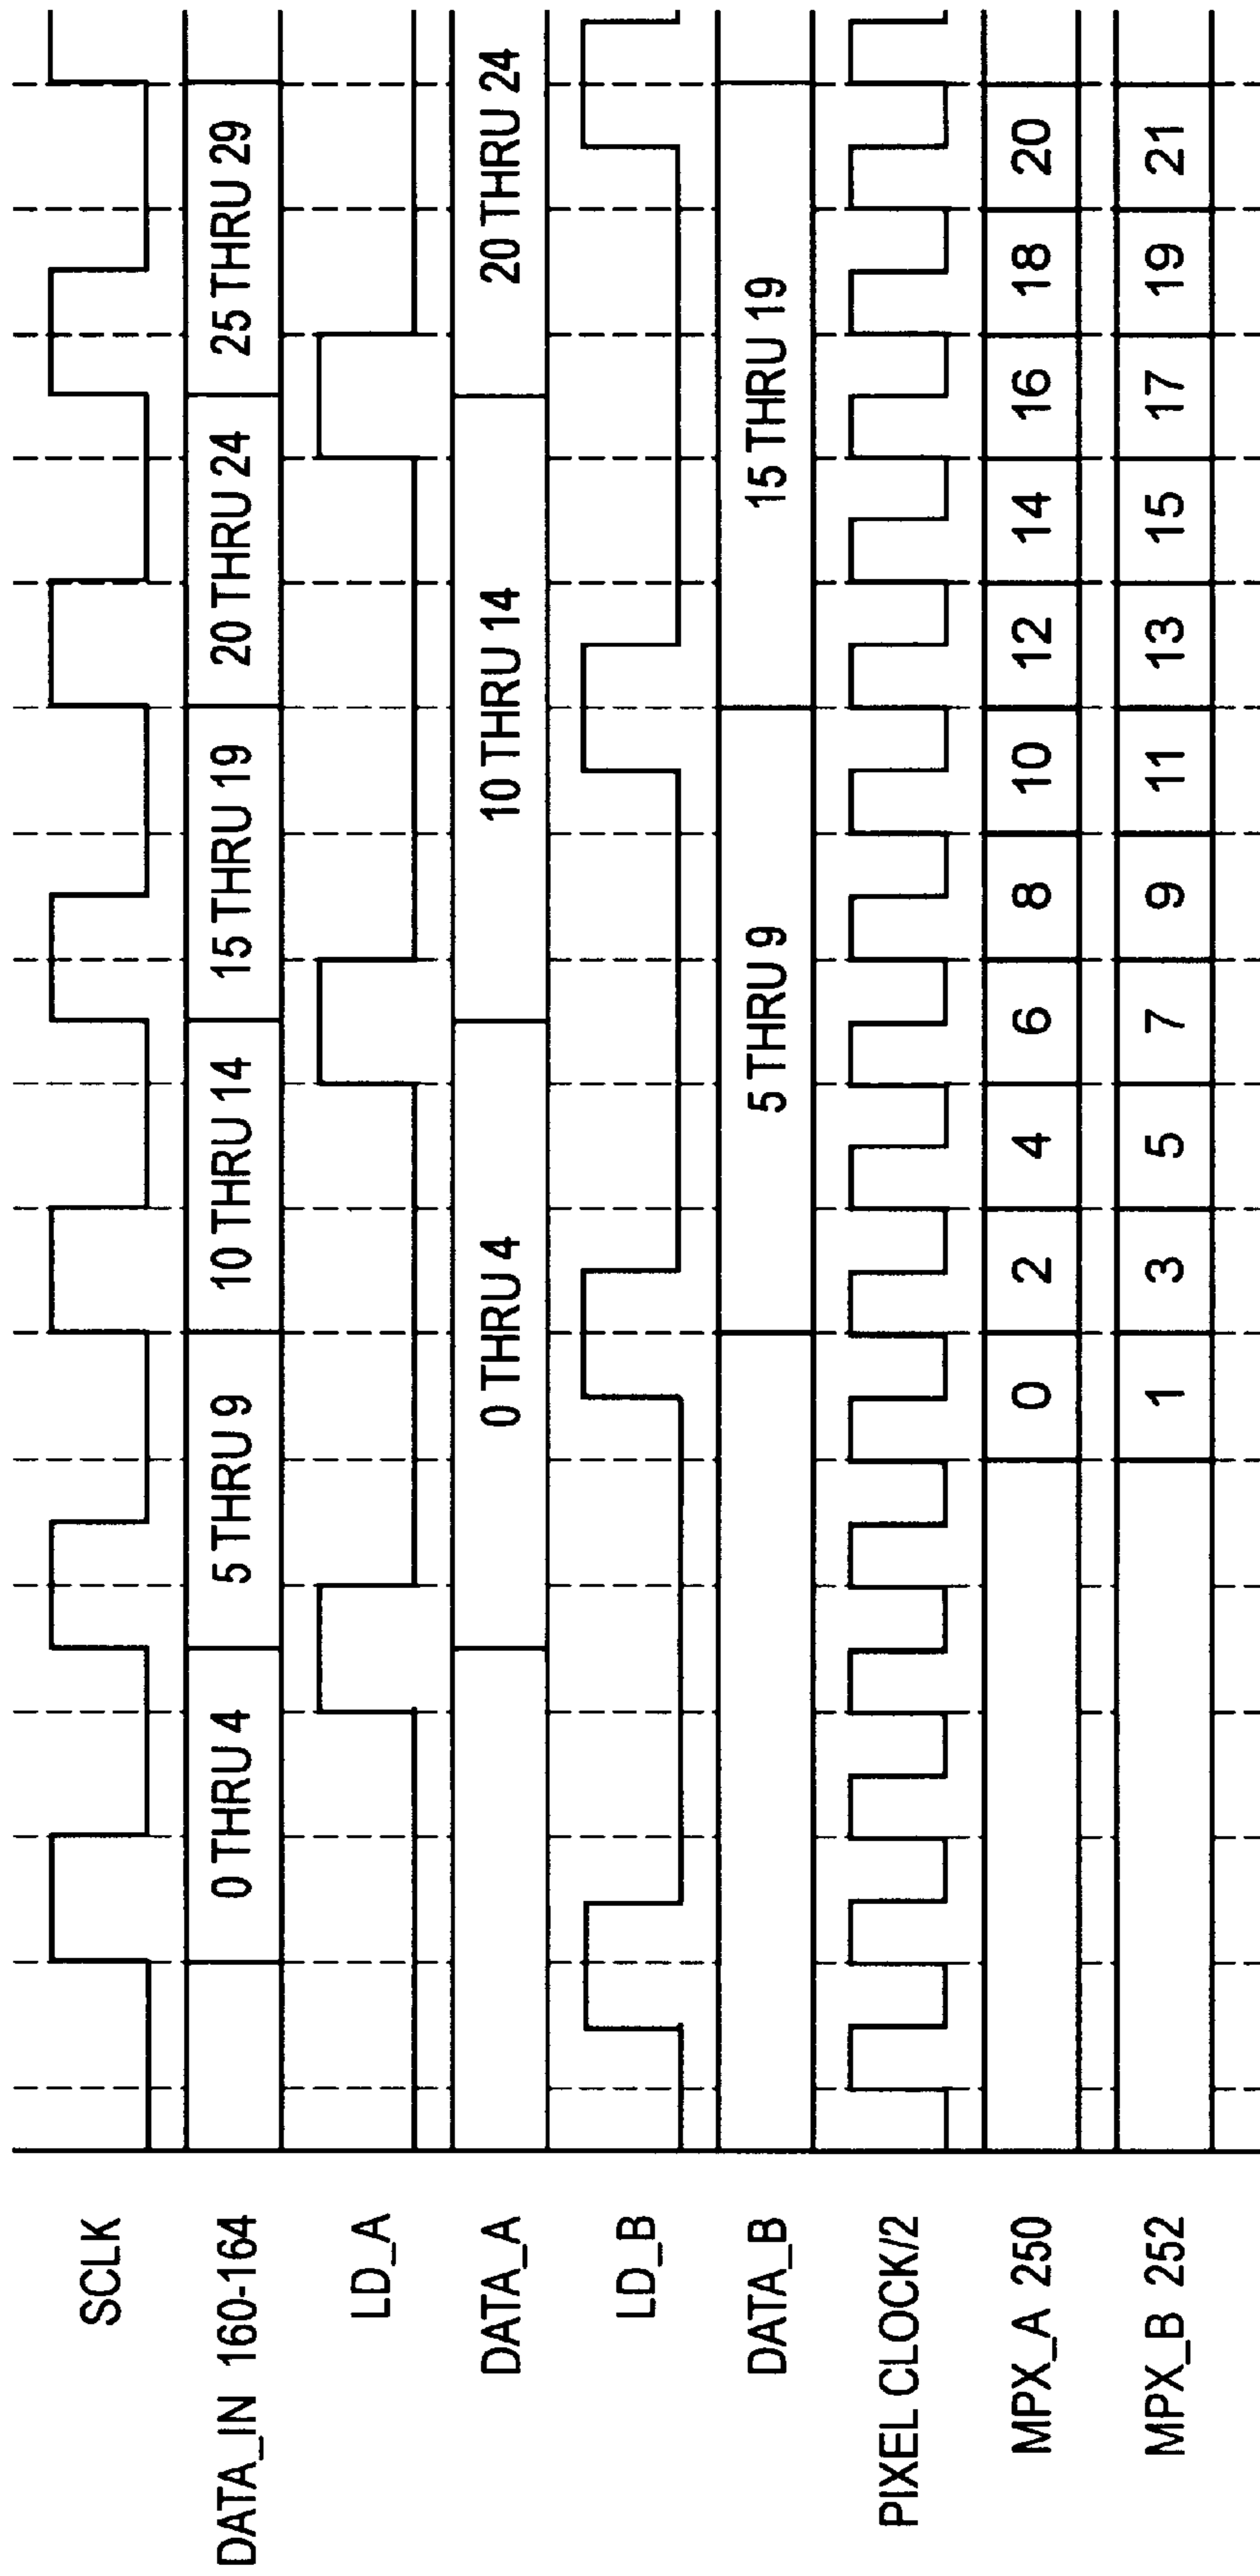 SCLK
DATA_IN 160-164 0 THRU 4 5 THRU 9 10 THRU 14 15 THRU 19 20 THRU 24 25 THRU 29
LD_A
DATA_A 0 THRU 4 10 THRU 14 20 THRU 24
LD_B
DATA_B 5 THRU 9 15 THRU 19
PIXEL CLOCK/2
MPX_A 250 0 2 4 6 8 10 12 14 16 18 20
MPX_B 252 1 3 5 7 9 11 13 15 17 19 21